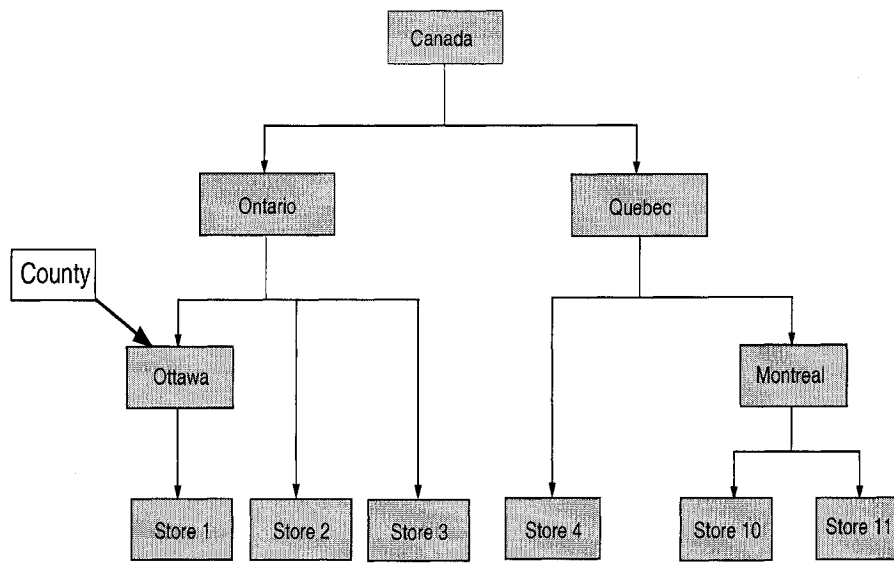 Canada
Ontario
Quebec
County
Ottawa
Montreal
Store 1
Store 2
Store 3
Store 4
Store 10
Store 11